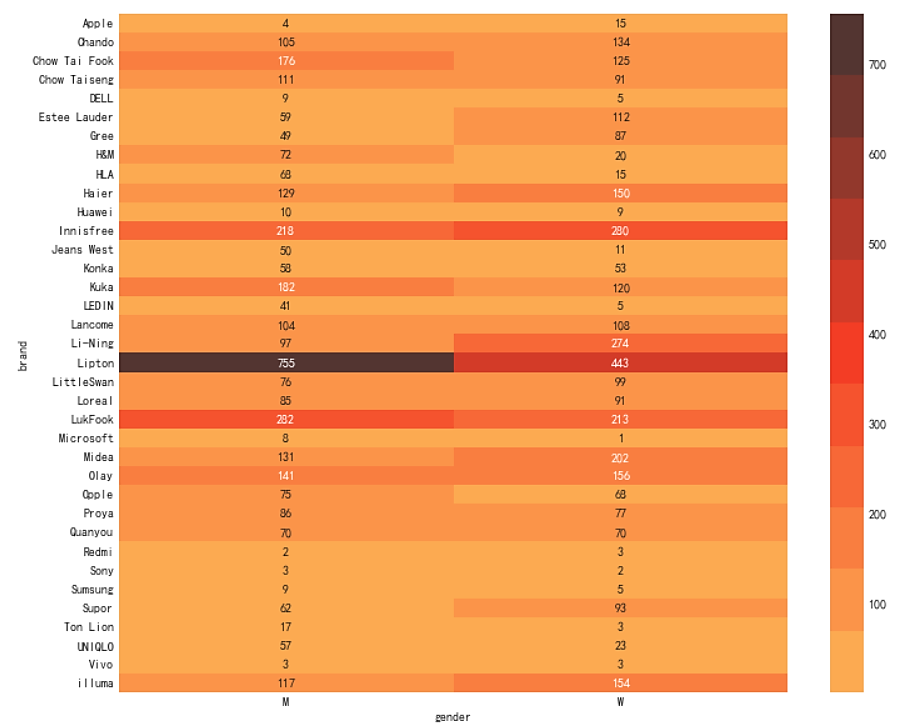 Apple 4 15
Chando 105 134
Chow Tai Fook 176 125
Chow Taiseng 111 91
DELL 9 5
Estee Lauder 59 112
Gree 49 87
H&M 72 20
HLA 68 15
Haier 129 150
Huawei 10 9
Innisfree 218 280
Jeans West 50 11
Konka 58 53
Kuka 182 120
LEDIN 41 5
Lancome 104 108
Li-Ning 97 274
Lipton 755 443
LittleSwan 76 99
Loreal 85 91
LukFook 282 213
Microsoft 8 1
Midea 131 202
Olay 141 156
Opple 75 68
Proya 86 77
Quanyou 70 70
Redmi 2 3
Sony 3 2
Sumsung 9 5
Supor 62 93
Ton Lion 17 3
UNIQLO 57 23
Vivo 3 3
illuma 117 154
M W
gender
brand
700
600
500
400
300
200
100